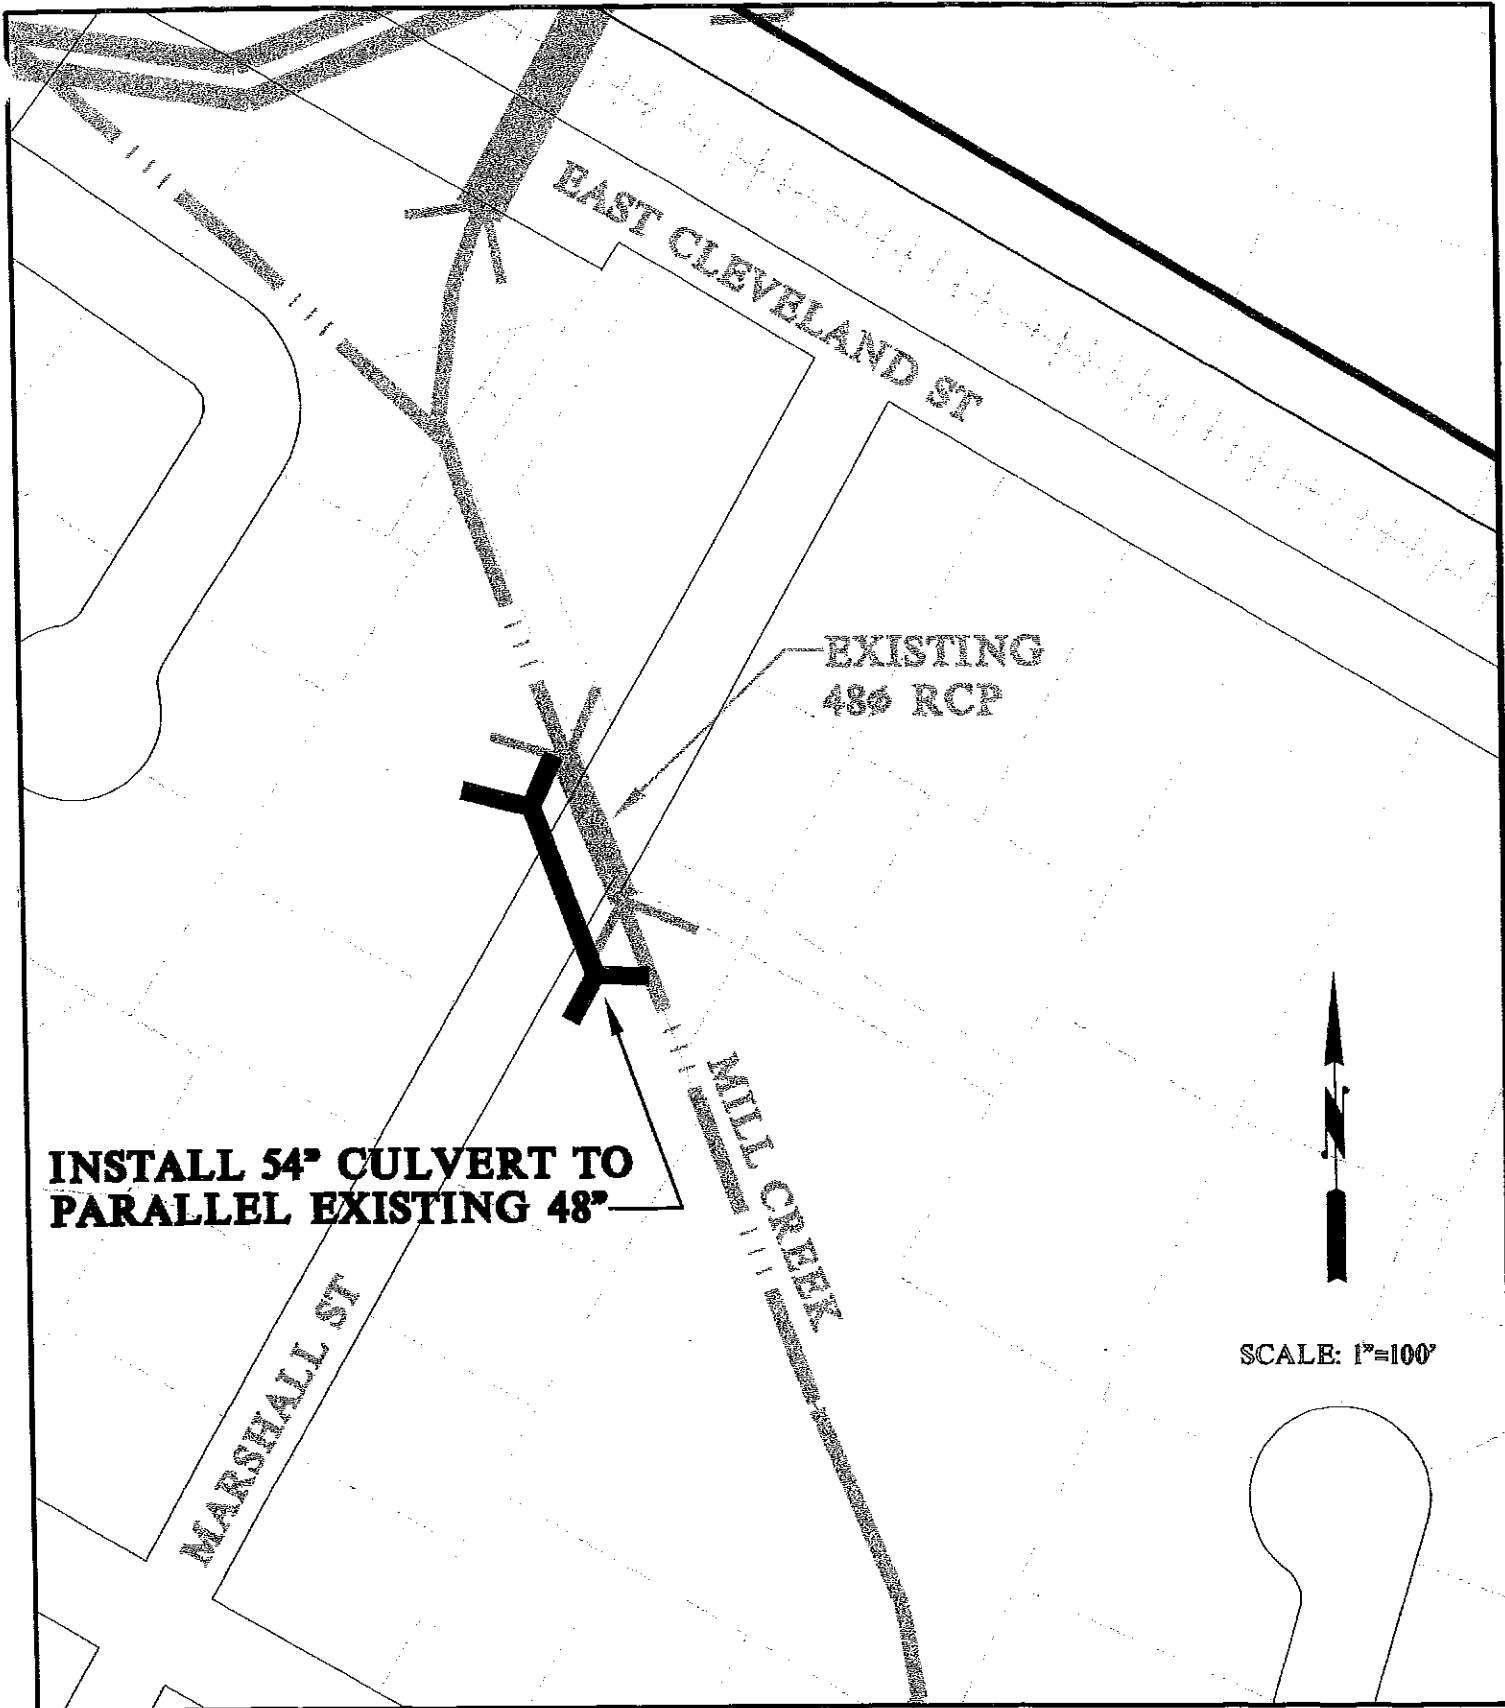 EAST CLEVELAND ST
EXISTING
48ø RCP
INSTALL 54" CULVERT TO
PARALLEL EXISTING 48"
MILL CREEK
MARSHALL ST
N
SCALE: 1"=100'